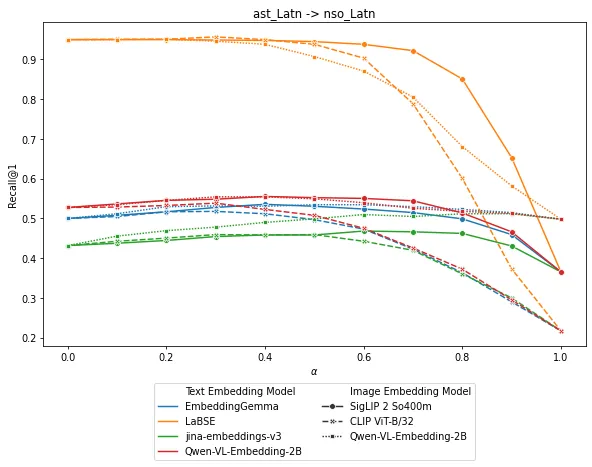 ast_Latn -> nso_Latn
Recall@1
0.9
0.8
0.7
0.6
0.5
0.4
0.3
0.2
0.0
0.2
0.4
0.6
0.8
1.0
α
Text Embedding Model
EmbeddingGemma
LaBSE
jina-embeddings-v3
Qwen-VL-Embedding-2B
Image Embedding Model
SigLIP 2 So400m
CLIP ViT-B/32
Qwen-VL-Embedding-2B